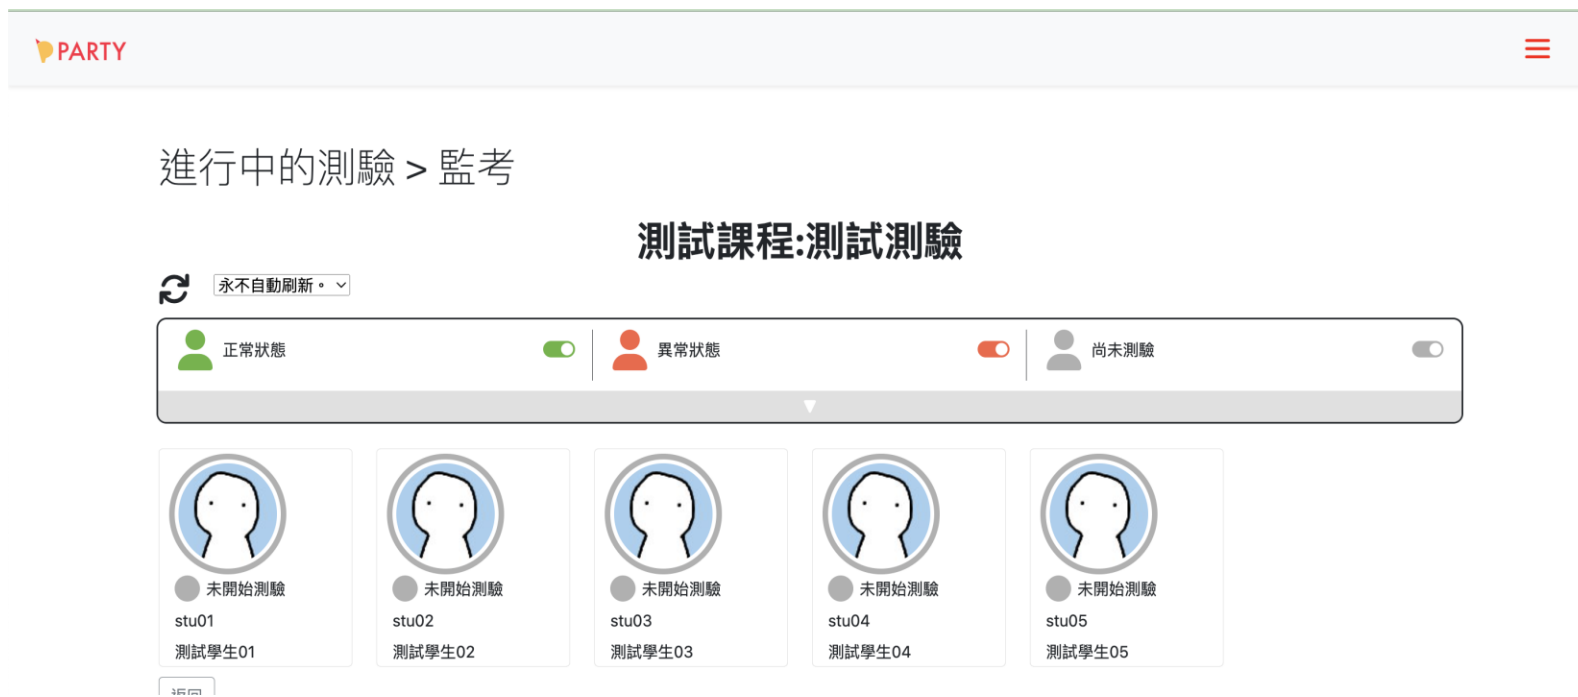 PARTY
進行中的測驗 > 監考
測試課程:測試測驗
永不自動刷新。
正常狀態
異常狀態
尚未測驗
未開始測驗
stu01
測試學生01
未開始測驗
stu02
測試學生02
未開始測驗
stu03
測試學生03
未開始測驗
stu04
測試學生04
未開始測驗
stu05
測試學生05
返回